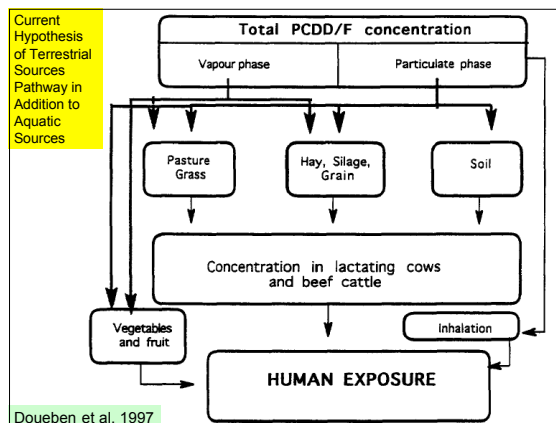 Current
Hypothesis
of Terrestrial
Sources
Pathway in
Addition to
Aquatic
Sources
Total PCDD/F concentration
Vapour phase
Particulate phase
Pasture
Grass
Hay, Silage,
Grain
Soil
Concentration in lactating cows
and beef cattle
Vegetables
and fruit
Inhalation
HUMAN EXPOSURE
Doueben et al. 1997